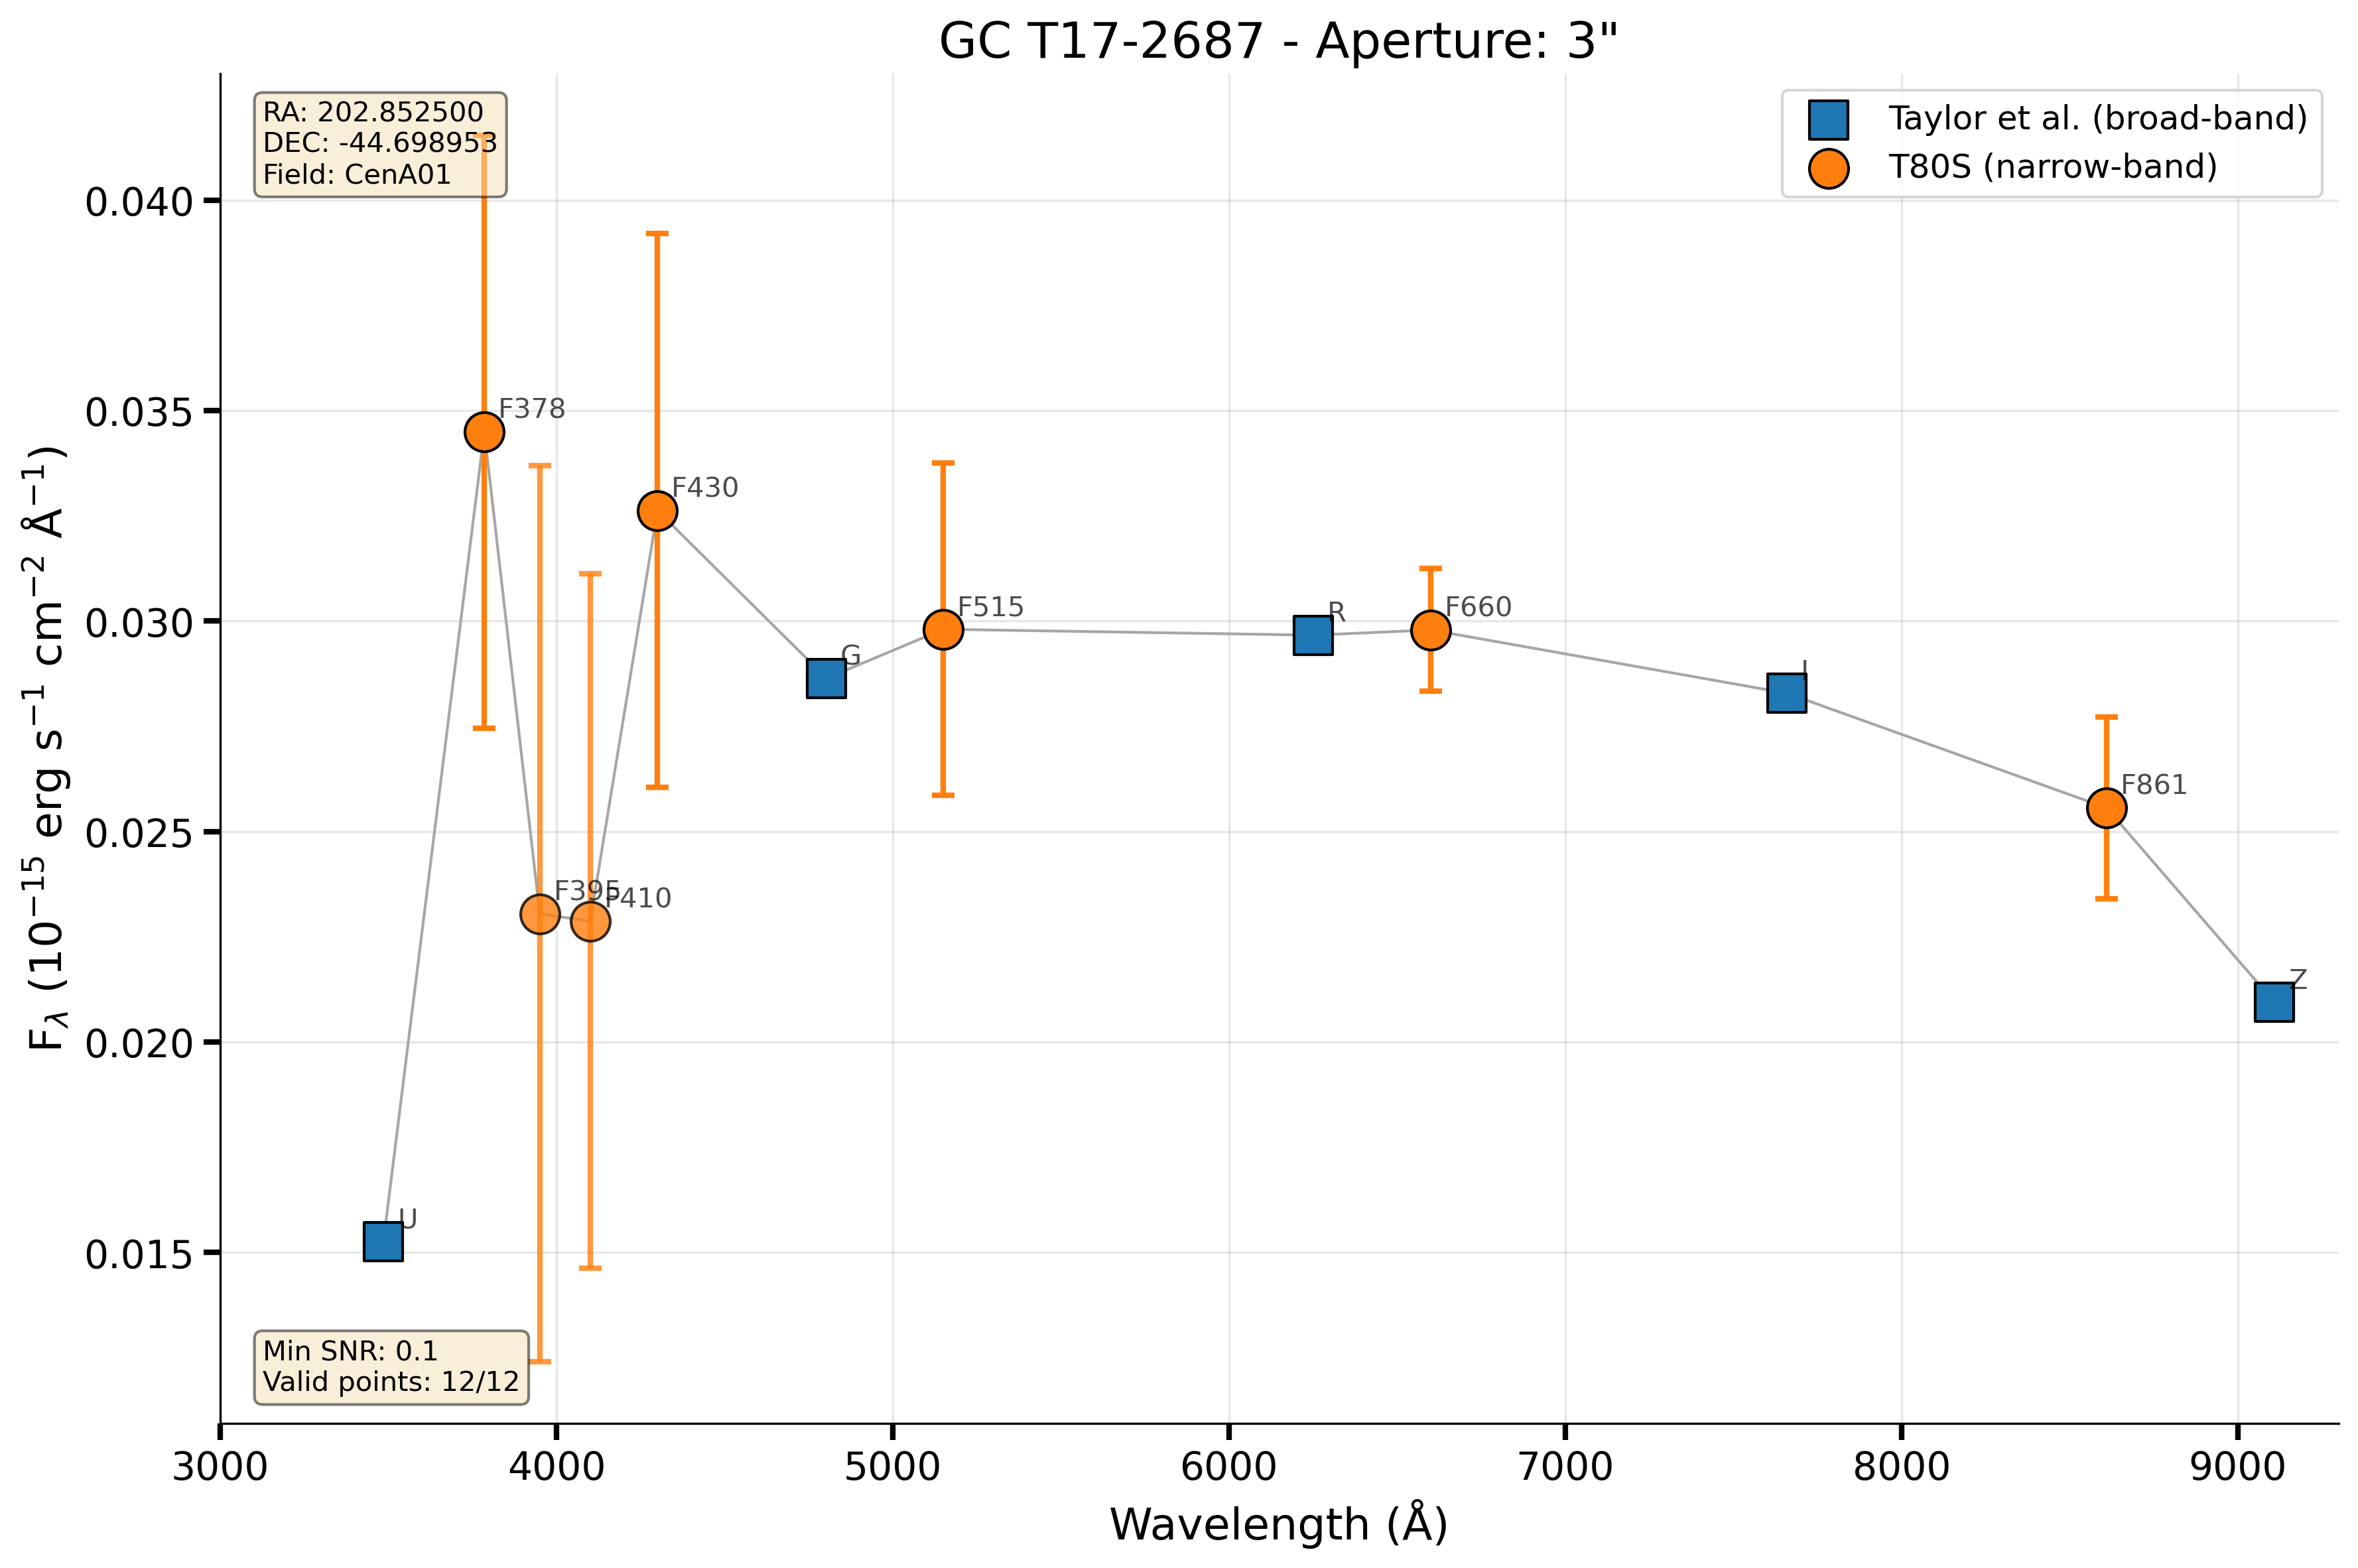 GC T17-2687 - Aperture: 3"
RA: 202.852500
DEC: -44.698953
Field: CenA01
Taylor et al. (broad-band)
T80S (narrow-band)
0.040
0.035
0.030
0.025
0.020
0.015
F378
F430
F515
R
F660
G
I
F861
F395
F410
Z
U
Min SNR: 0.1
Valid points: 12/12
3000 4000 5000 6000 7000 8000 9000
Wavelength (Å)
Fλ (10⁻¹⁵ erg s⁻¹ cm⁻² Å⁻¹)